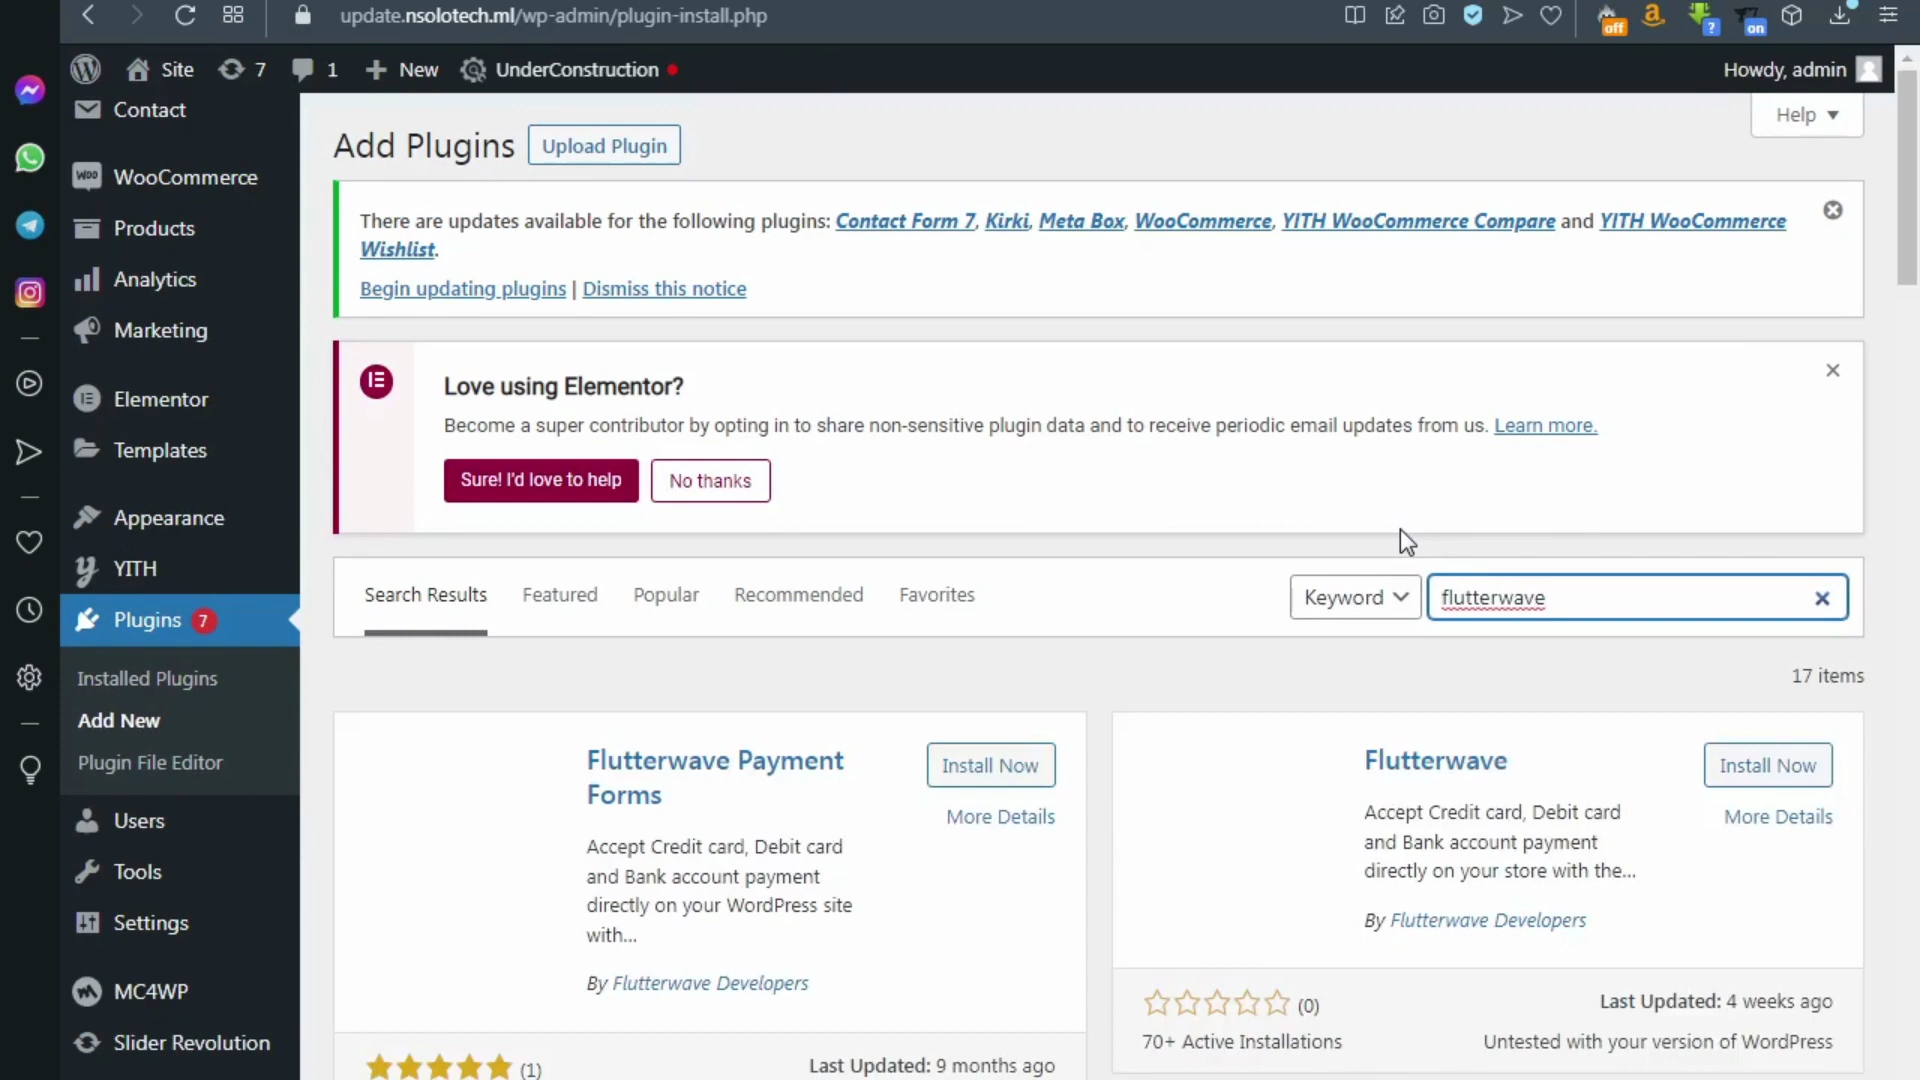 update.nsolotech.ml/wp-admin/plugin-install.php
off
?
on
Site
7
1
New
UnderConstruction
Howdy, admin
Contact
WooCommerce
Products
Analytics
Marketing
Elementor
Templates
Appearance
YITH
Plugins 7
Installed Plugins
Add New
Plugin File Editor
Users
Tools
Settings
MC4WP
Slider Revolution
Help
Add Plugins
Upload Plugin
There are updates available for the following plugins: Contact Form 7, Kirki, Meta Box, WooCommerce, YITH WooCommerce Compare and YITH WooCommerce
Wishlist.
Begin updating plugins | Dismiss this notice
Love using Elementor?
Become a super contributor by opting in to share non-sensitive plugin data and to receive periodic email updates from us. Learn more.
Sure! I'd love to help
No thanks
Search Results
Featured
Popular
Recommended
Favorites
Keyword
flutterwave
17 items
Flutterwave Payment
Forms
Install Now
More Details
Accept Credit card, Debit card
and Bank account payment
directly on your WordPress site
with...
By Flutterwave Developers
(1)
Last Updated: 9 months ago
Flutterwave
Install Now
More Details
Accept Credit card, Debit card
and Bank account payment
directly on your store with the...
By Flutterwave Developers
(0)
Last Updated: 4 weeks ago
70+ Active Installations
Untested with your version of WordPress